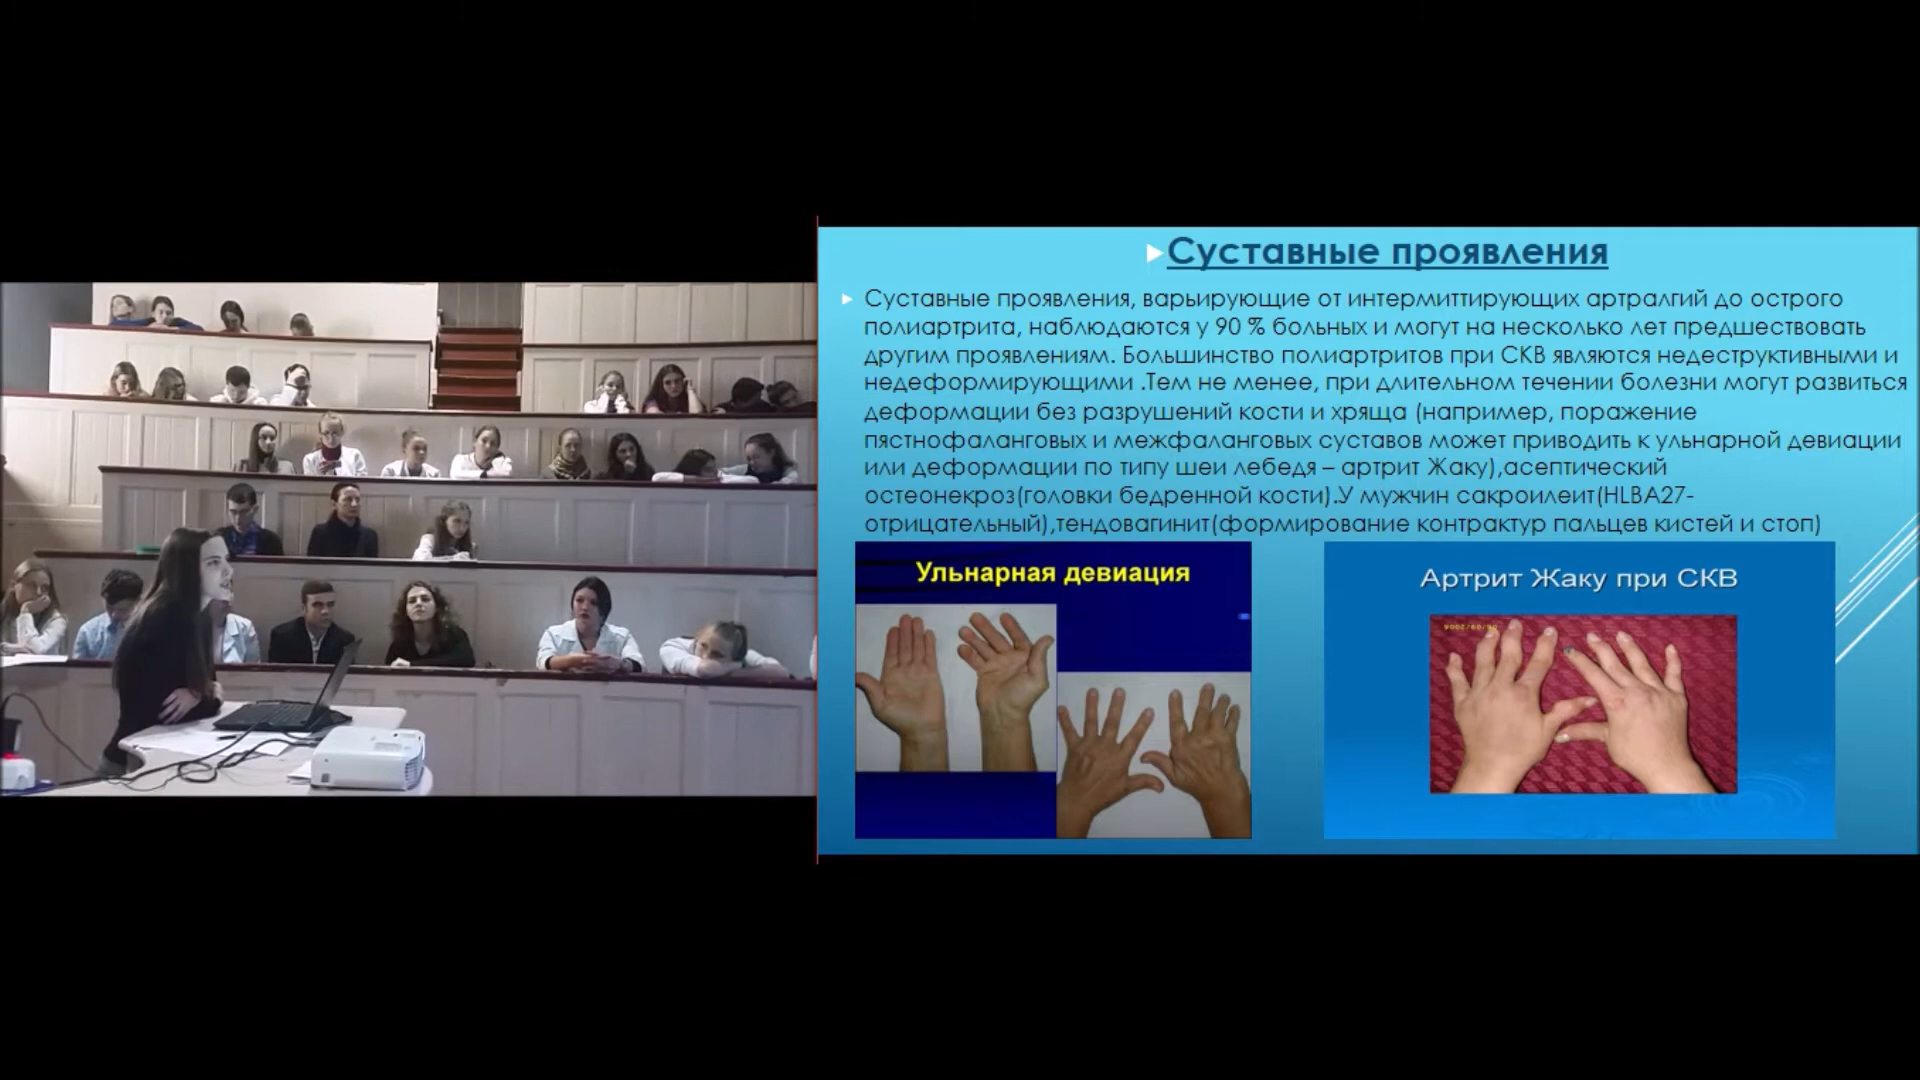 Суставные проявления
Суставные проявления, варьирующие от интермиттирующих артралгий до острого
полиартрита, наблюдаются у 90 % больных и могут на несколько лет предшествовать
другим проявлениям. Большинство полиартритов при СКВ являются недеструктивными и
недеформирующими .Тем не менее, при длительном течении болезни могут развиться
деформации без разрушений кости и хряща (например, поражение
пястнофаланговых и межфаланговых суставов может приводить к ульнарной девиации
или деформации по типу шеи лебедя – артрит Жаку),асептический
остеонекроз(головки бедренной кости).У мужчин сакроилеит(HLBA27-
отрицательный),тендовагинит(формирование контрактур пальцев кистей и стоп)
Ульнарная девиация
Артрит Жаку при СКВ